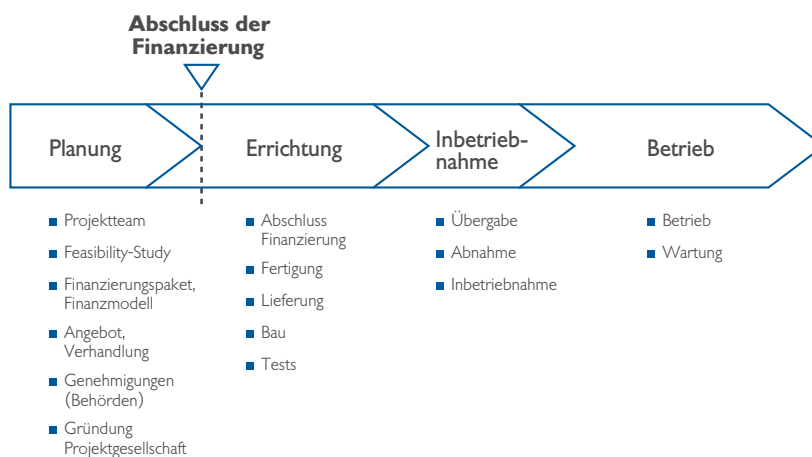 Abschluss der
Finanzierung
Planung
Errichtung
Inbetrieb-
nahme
Betrieb
Projektteam
Feasibility-Study
Finanzierungspaket,
Finanzmodell
Angebot,
Verhandlung
Genehmigungen
(Behörden)
Gründung
Projektgesellschaft
Abschluss
Finanzierung
Fertigung
Lieferung
Bau
Tests
Übergabe
Abnahme
Inbetriebnahme
Betrieb
Wartung